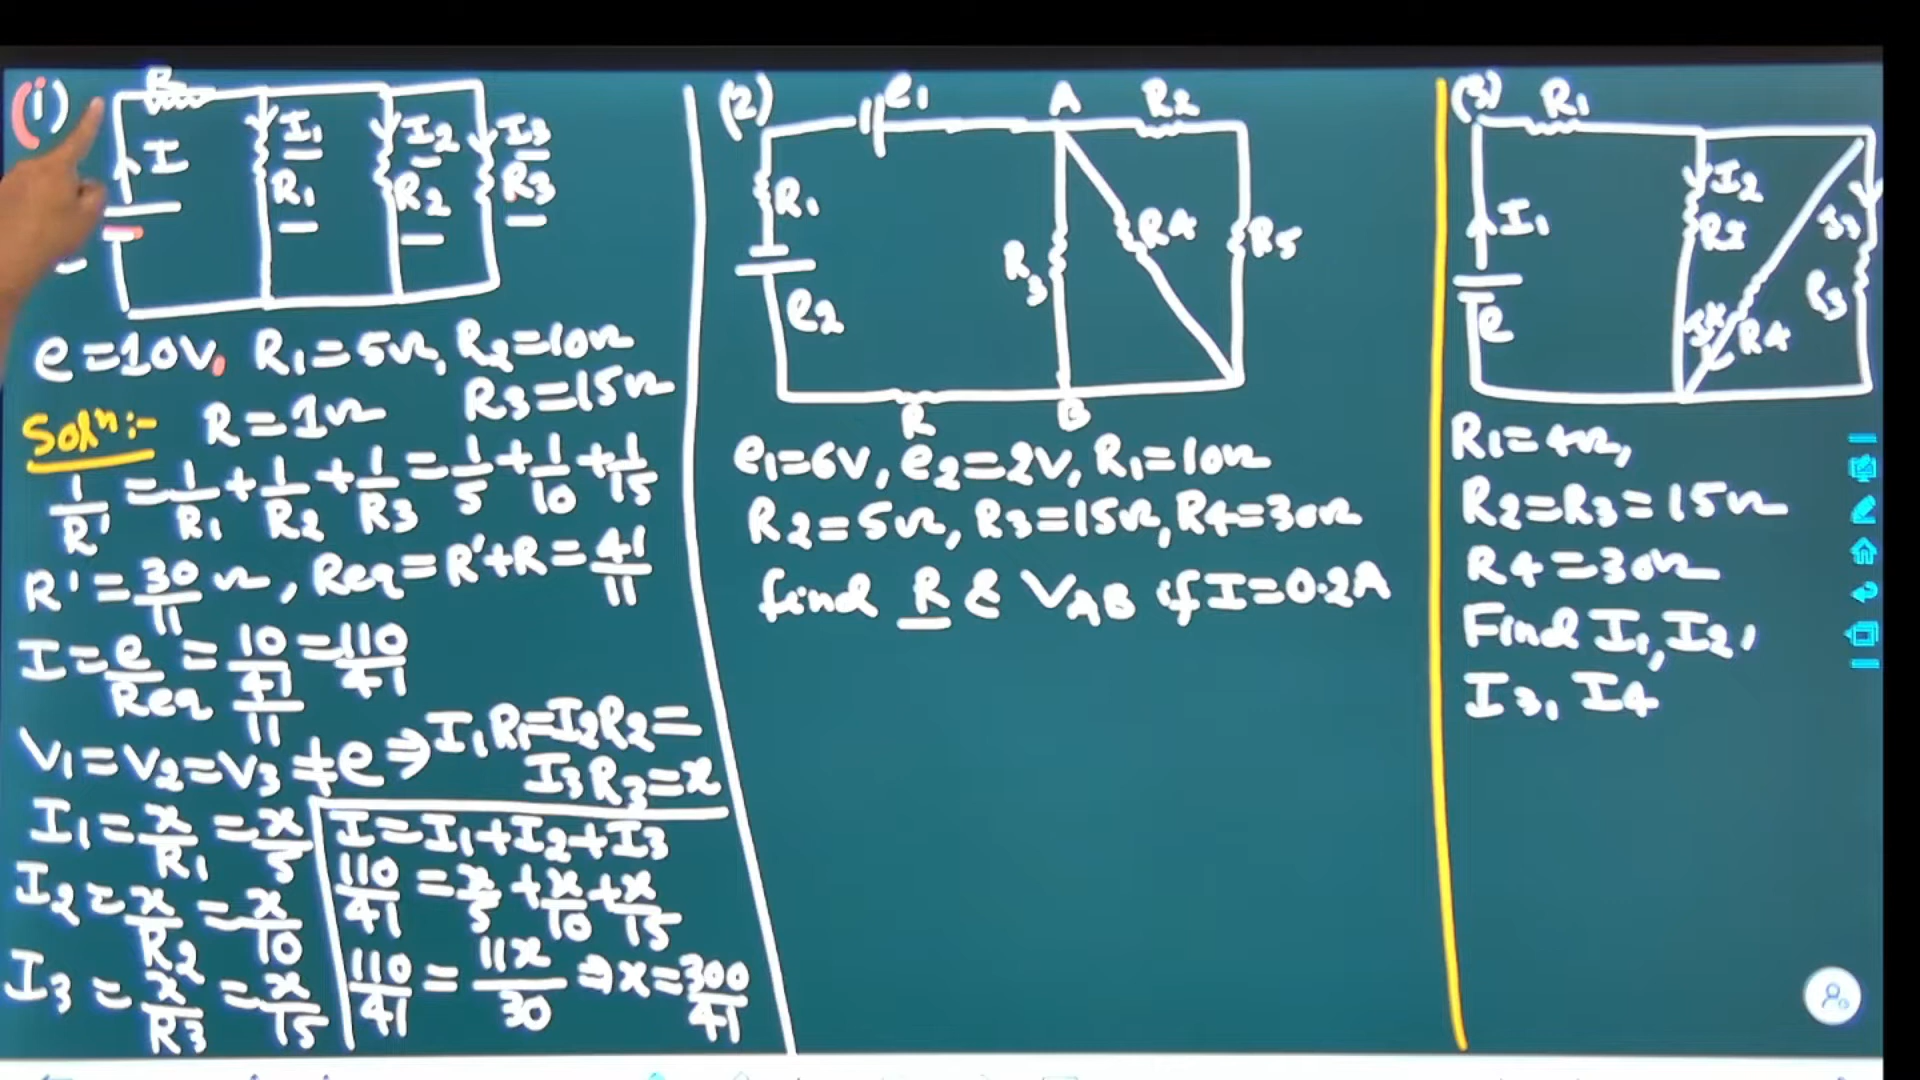 (i)
R
I
I1
R1
I2
R2
I3
R3
e=10V, R1=5Ω, R2=10Ω
R3=15Ω
Solⁿ:- R=1Ω
1/R' = 1/R1 + 1/R2 + 1/R3 = 1/5 + 1/10 + 1/15
R' = 30/11 Ω, Req = R'+R = 41/11
I = e/Req = 10/(41/11) = 110/41
V1=V2=V3≠e ⇒ I1R1=I2R2=
I3R3=x
I1 = x/R1 = x/5
I2 = x/R2 = x/10
I3 = x/R3 = x/15
I=I1+I2+I3
110/41 = x/5 + x/10 + x/15
110/41 = 11x/30 ⇒ x=300/41
(2)
e1
A
R2
R1
R3
R4
R5
e2
R
B
e1=6V, e2=2V, R1=10Ω
R2=5Ω, R3=15Ω, R4=30Ω
find R & VAB if I=0.2A
(3)
R1
I1
I2
R2
I3
R3
I4
R4
e
R1=4Ω,
R2=R3=15Ω
R4=30Ω
Find I1, I2,
I3, I4